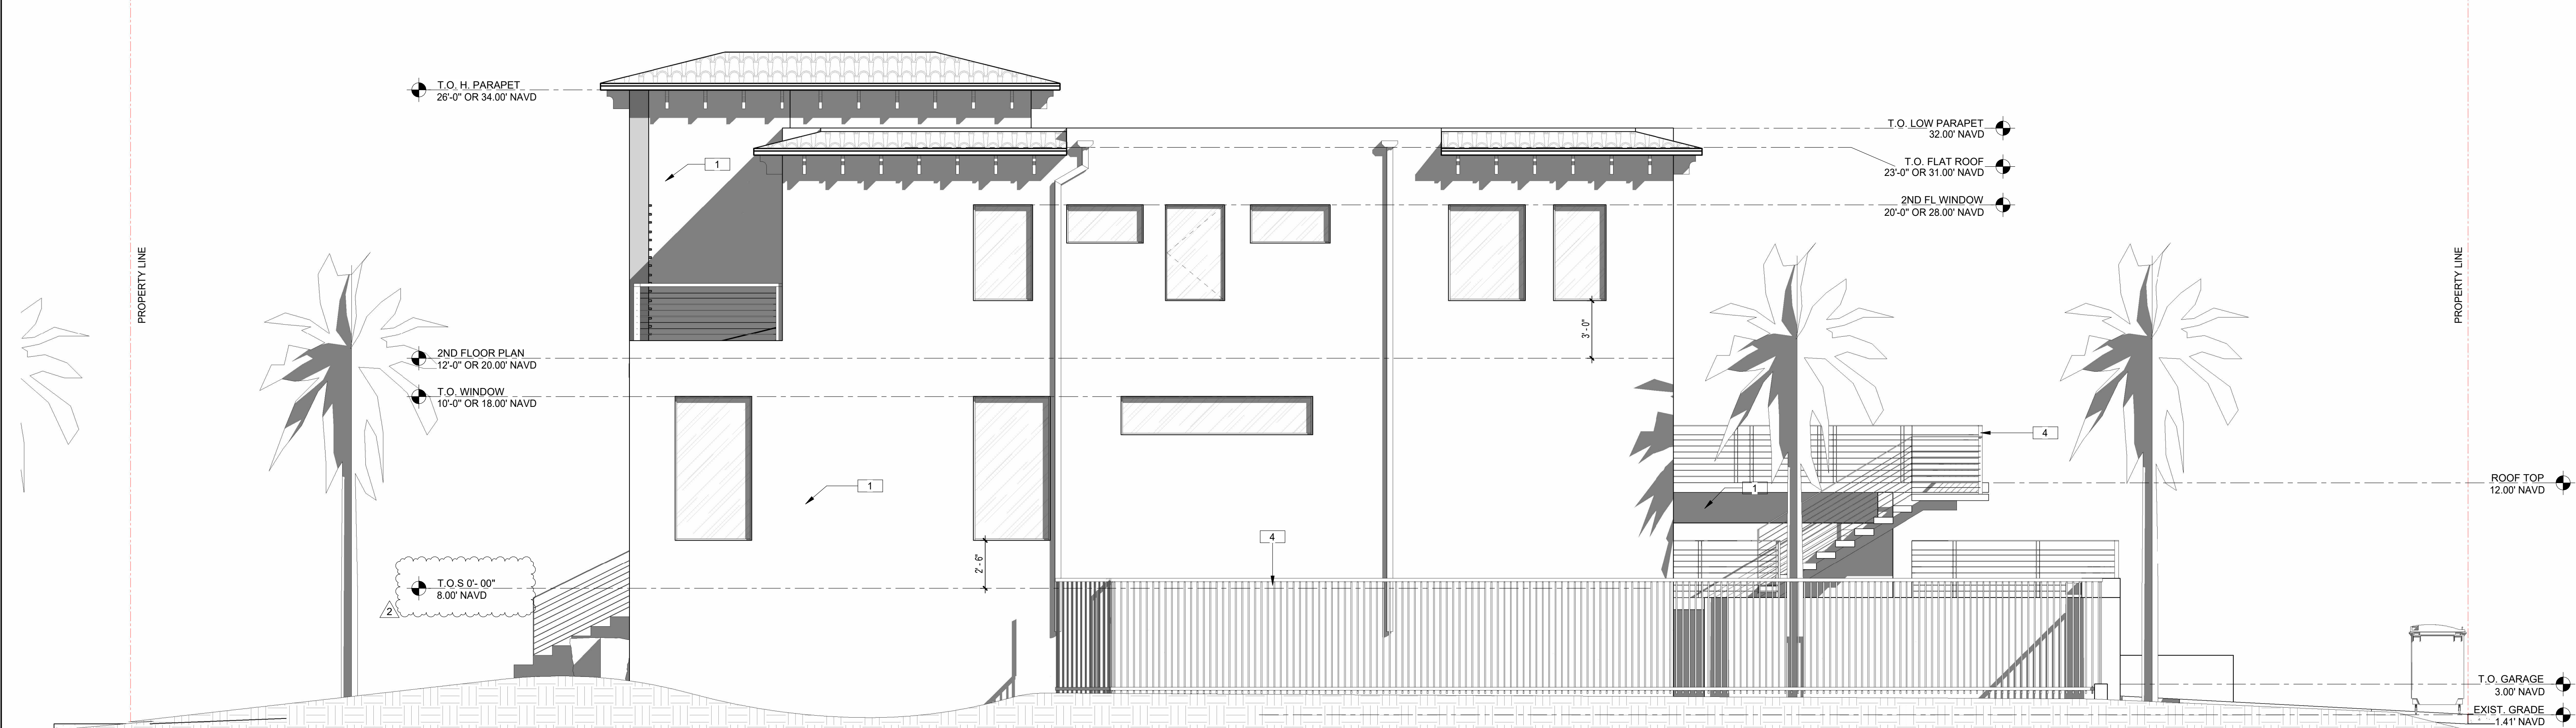 T.O. H. PARAPET
26'-0" OR 34.00' NAVD
1
T.O. LOW PARAPET
32.00' NAVD
T.O. FLAT ROOF
23'-0" OR 31.00' NAVD
2ND FL WINDOW
20'-0" OR 28.00' NAVD
PROPERTY LINE
PROPERTY LINE
3' - 0"
2ND FLOOR PLAN
12'-0" OR 20.00' NAVD
T.O. WINDOW
10'-0" OR 18.00' NAVD
4
1
1
ROOF TOP
12.00' NAVD
4
2' - 6"
T.O.S 0'- 00"
8.00' NAVD
2
T.O. GARAGE
3.00' NAVD
EXIST. GRADE
1.41' NAVD